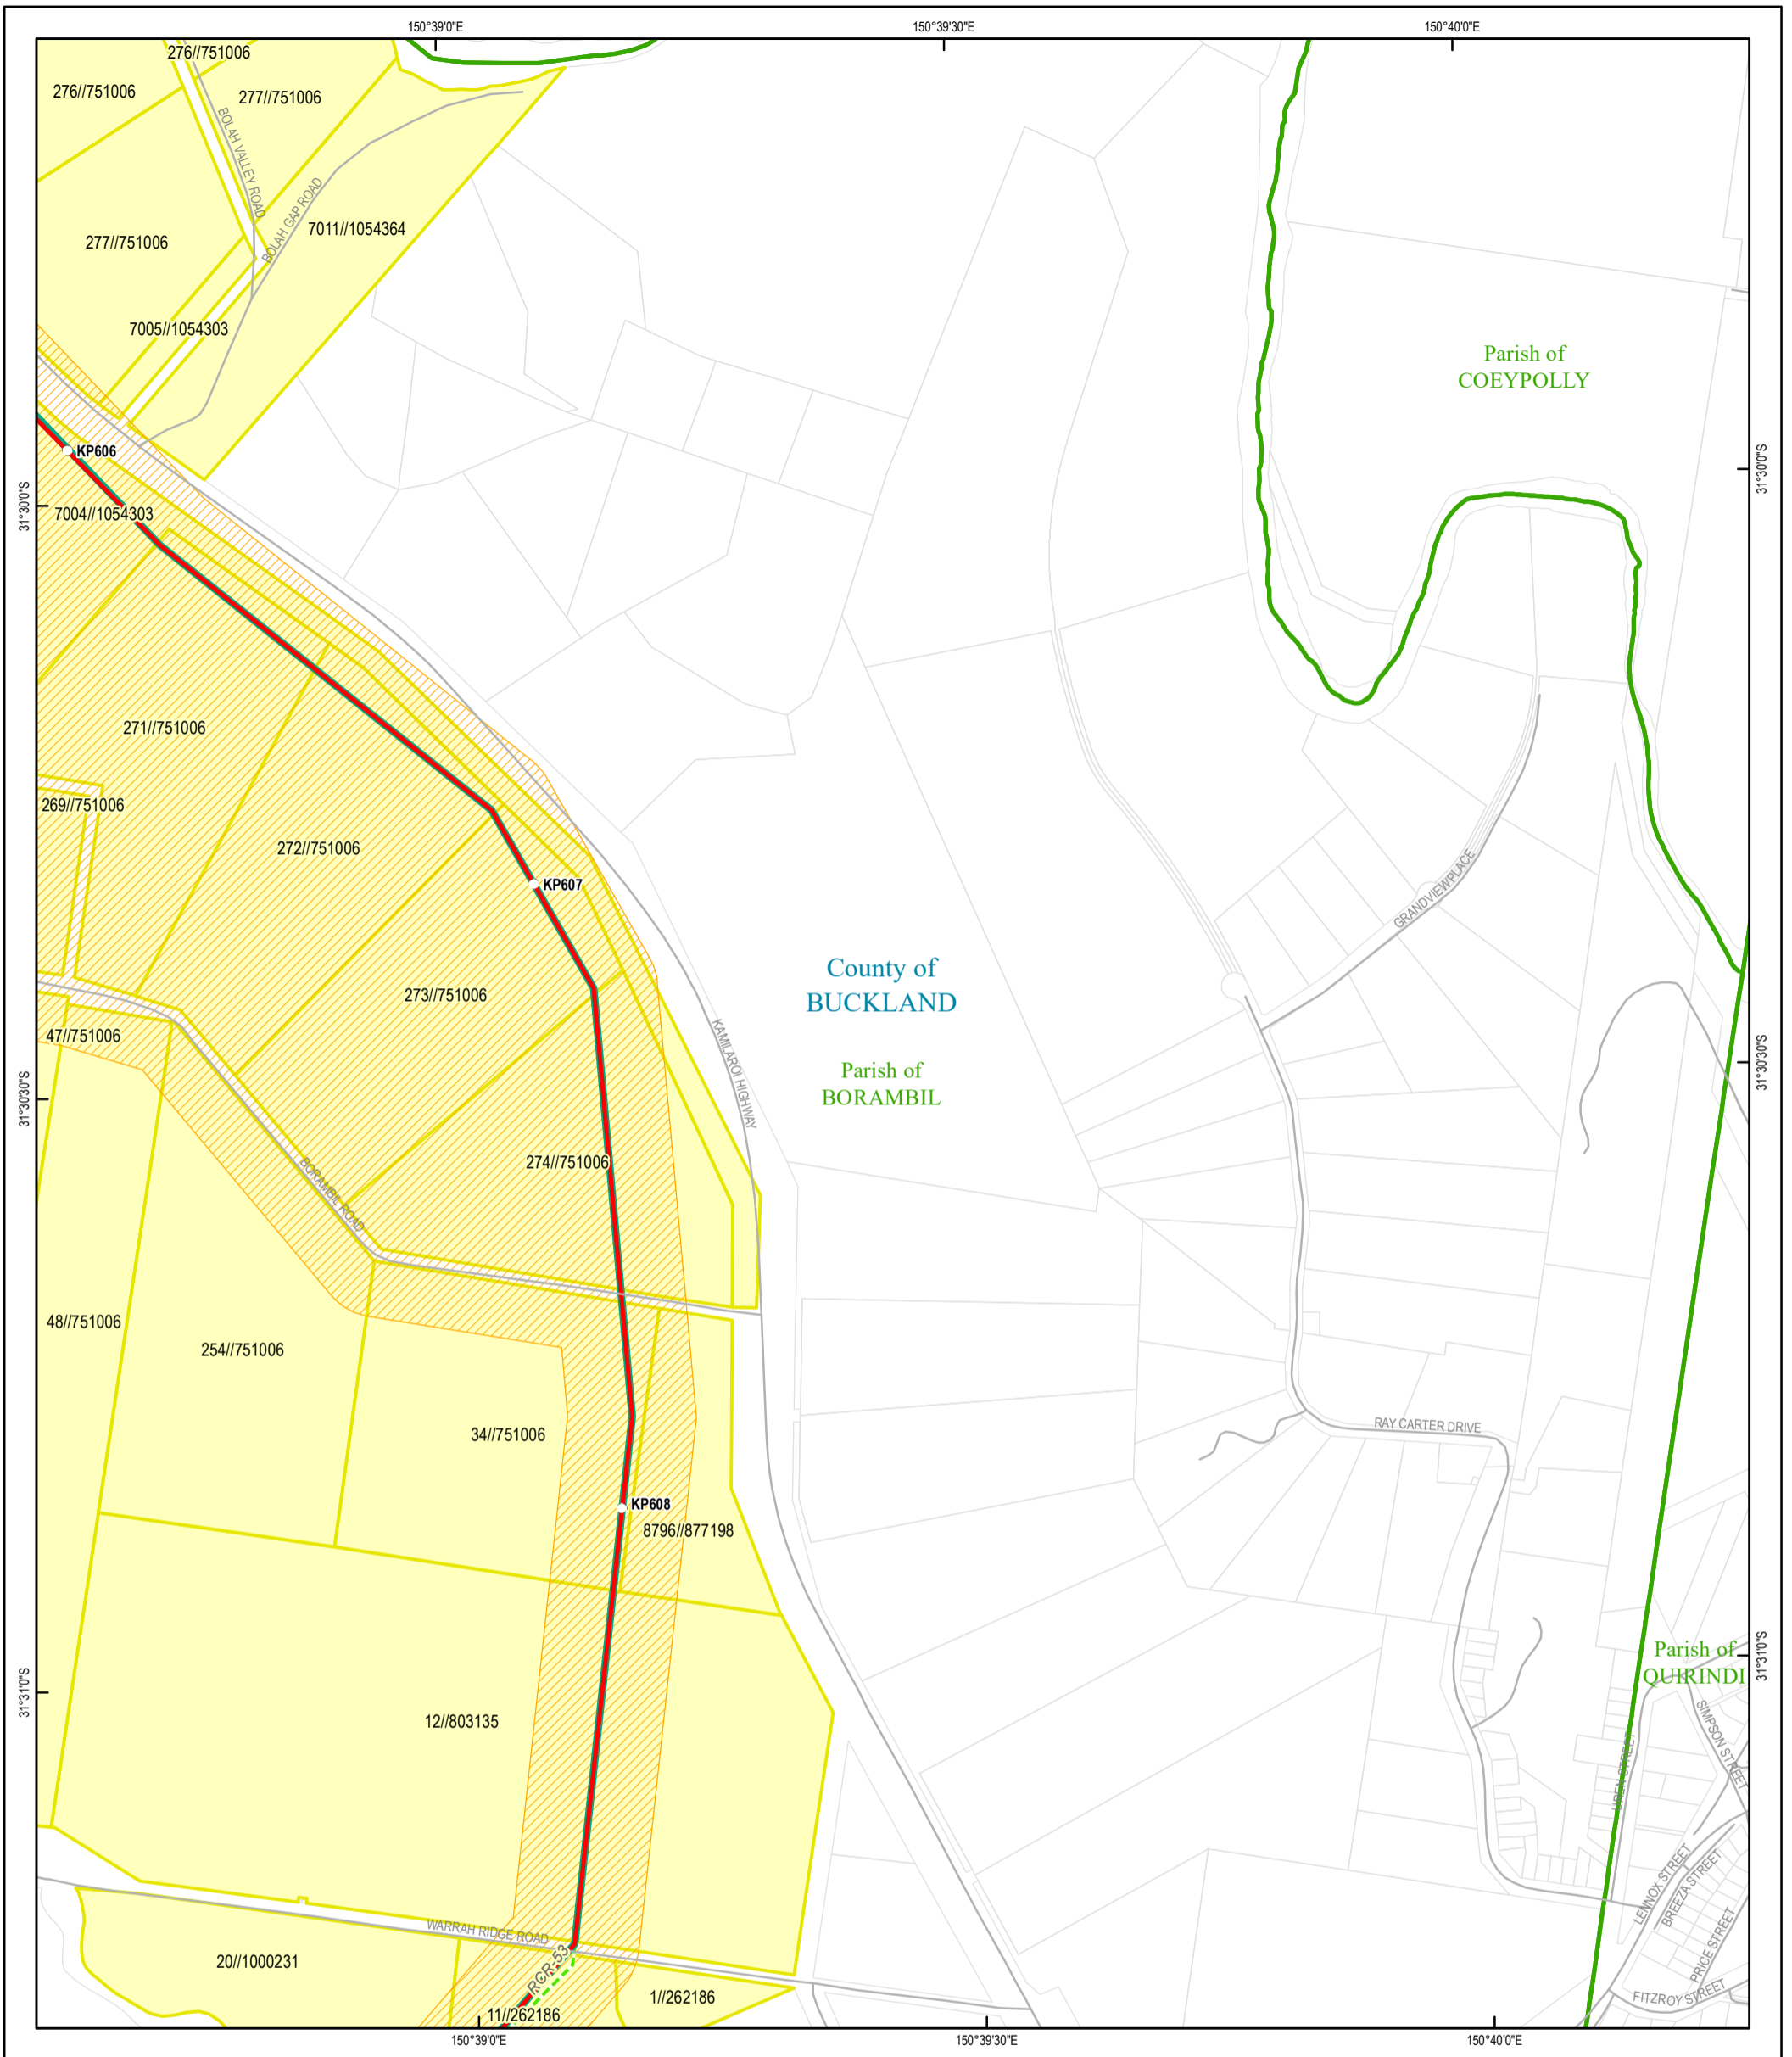 150°39'0"E
150°39'30"E
150°40'0"E
276//751006
276//751006
277//751006
BOLAH VALLEY ROAD
BOLAH GAP ROAD
7011//1054364
277//751006
7005//1054303
Parish of
COEYPOLLY
KP606
31°30'0"S
31°30'0"S
7004//1054303
271//751006
269//751006
272//751006
KP607
GRANDVIEW PLACE
County of
BUCKLAND
273//751006
47//751006
KAMILAROI HIGHWAY
Parish of
BORAMBIL
31°30'30"S
31°30'30"S
274//751006
BORAMBIL ROAD
48//751006
254//751006
34//751006
RAY CARTER DRIVE
KP608
8796//877198
Parish of
QUIRINDI
31°31'0"S
31°31'0"S
12//803135
SIMPSON STREET
UREN STREET
LENNOX STREET
BREEZA STREET
PRICE STREET
FITZROY STREET
WARRAH RIDGE ROAD
RCR-53
20//1000231
1//262186
11//262186
150°39'0"E
150°39'30"E
150°40'0"E